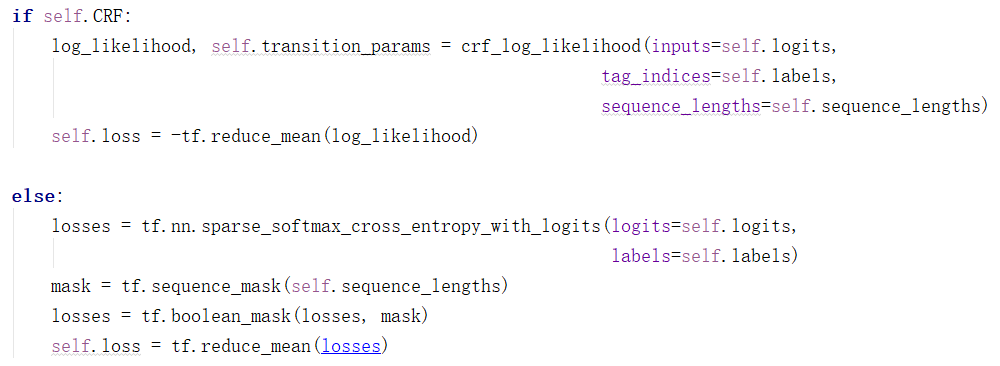 if self.CRF:
    log_likelihood, self.transition_params = crf_log_likelihood(inputs=self.logits,
                                                                tag_indices=self.labels,
                                                                sequence_lengths=self.sequence_lengths)
    self.loss = -tf.reduce_mean(log_likelihood)

else:
    losses = tf.nn.sparse_softmax_cross_entropy_with_logits(logits=self.logits,
                                                            labels=self.labels)
    mask = tf.sequence_mask(self.sequence_lengths)
    losses = tf.boolean_mask(losses, mask)
    self.loss = tf.reduce_mean(losses)